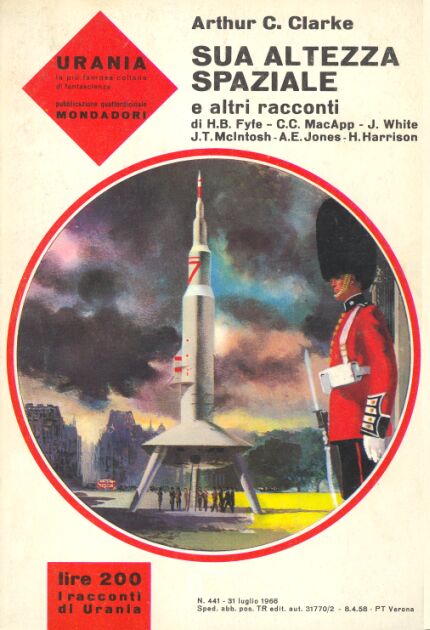 Arthur C. Clarke
SUA ALTEZZA
SPAZIALE
e altri racconti
di H.B. Fyfe - C.C. MacApp - J. White
J.T. McIntosh - A.E. Jones - H. Harrison
URANIA
la più famosa collana
di fantascienza
pubblicazione quattordicinale
MONDADORI
7
lire 200
I racconti
di Urania
N. 441 - 31 luglio 1966
Sped. abb. pos. TR edit. aut. 31770/2 - 8.4.58 - PT Verona